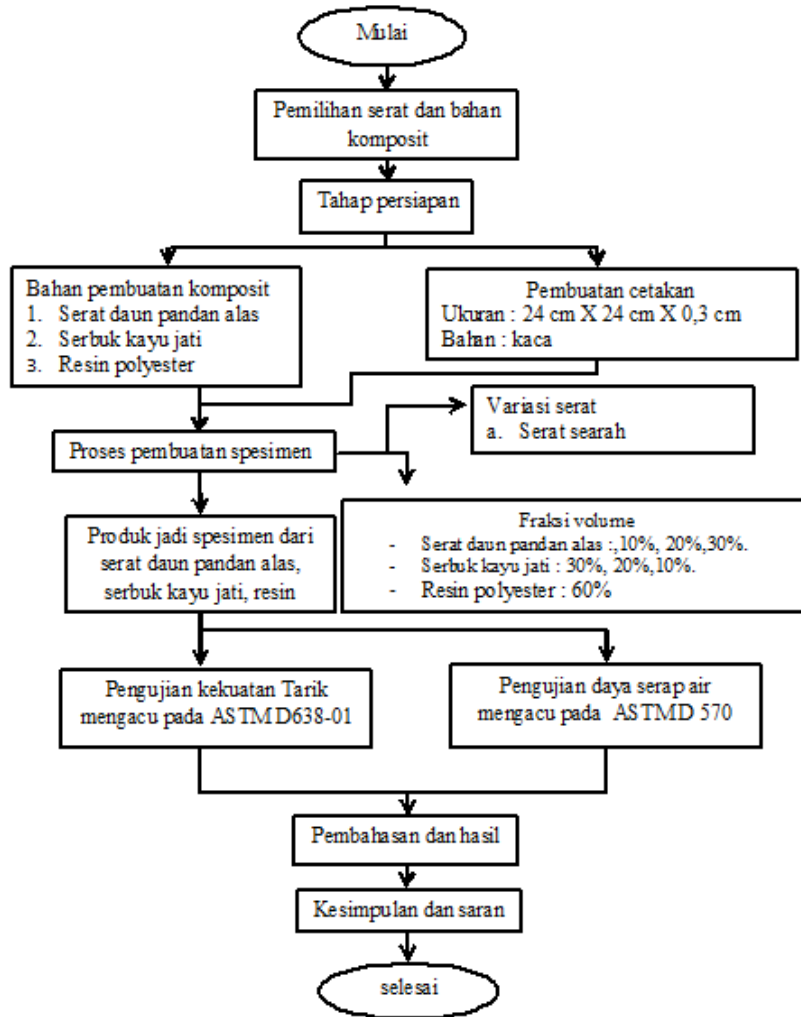 Mulai
Pemilihan serat dan bahan
komposit
Tahap persiapan
Bahan pembuatan komposit
1. Serat daun pandan alas
2. Serbuk kayu jati
3. Resin polyester
Pembuatan cetakan
Ukuran : 24 cm X 24 cm X 0,3 cm
Bahan : kaca
Variasi serat
a. Serat searah
Proses pembuatan spesimen
Fraksi volume
- Serat daun pandan alas :,10%, 20%,30%.
- Serbuk kayu jati : 30%, 20%,10%.
- Resin polyester : 60%
Produk jadi spesimen dari
serat daun pandan alas,
serbuk kayu jati, resin
Pengujian kekuatan Tarik
mengacu pada ASTMD638-01
Pengujian daya serap air
mengacu pada ASTMD 570
Pembahasan dan hasil
Kesimpulan dan saran
selesai